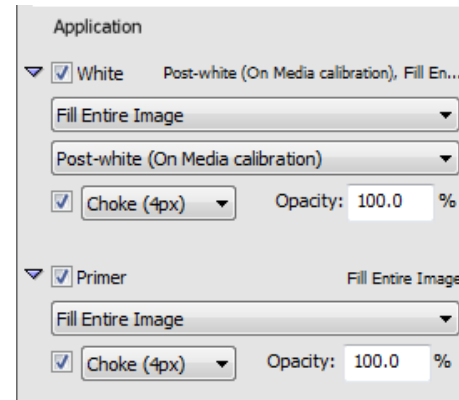 Application
White Post-white (On Media calibration), Fill En...
Fill Entire Image
Post-white (On Media calibration)
Choke (4px) Opacity: 100.0 %
Primer Fill Entire Image
Fill Entire Image
Choke (4px) Opacity: 100.0 %